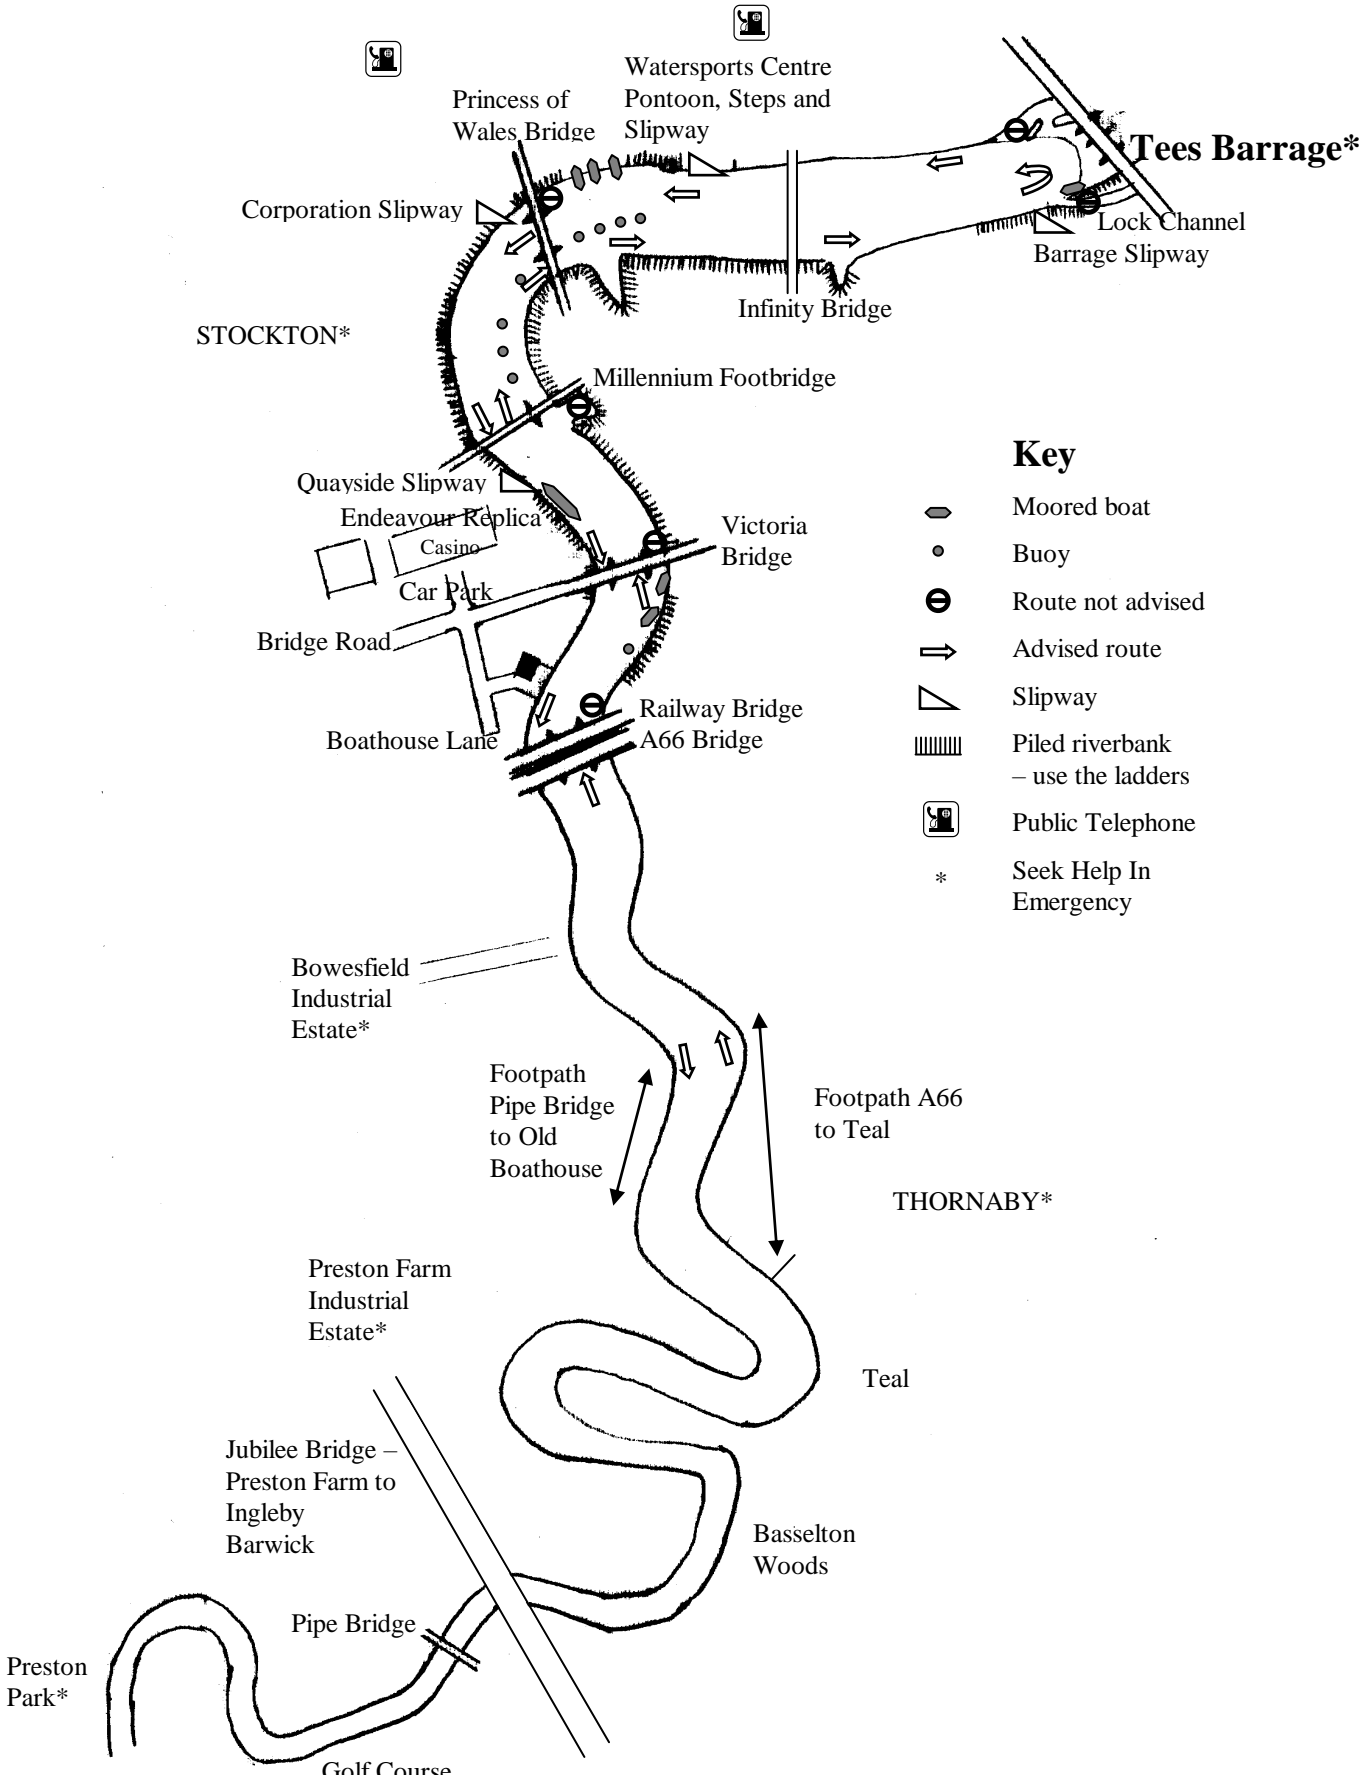 Watersports Centre
Pontoon, Steps and
Slipway
Princess of
Wales Bridge
Tees Barrage*
Corporation Slipway
Lock Channel
Barrage Slipway
Infinity Bridge
STOCKTON*
Millennium Footbridge
Quayside Slipway
Endeavour Replica
Casino
Car Park
Victoria
Bridge
Bridge Road
Railway Bridge
A66 Bridge
Boathouse Lane
Key
Moored boat
Buoy
Route not advised
Advised route
Slipway
Piled riverbank
– use the ladders
Public Telephone
*
Seek Help In
Emergency
Bowesfield
Industrial
Estate*
Footpath
Pipe Bridge
to Old
Boathouse
Footpath A66
to Teal
THORNABY*
Preston Farm
Industrial
Estate*
Teal
Jubilee Bridge –
Preston Farm to
Ingleby
Barwick
Basselton
Woods
Pipe Bridge
Preston
Park*
Golf Course